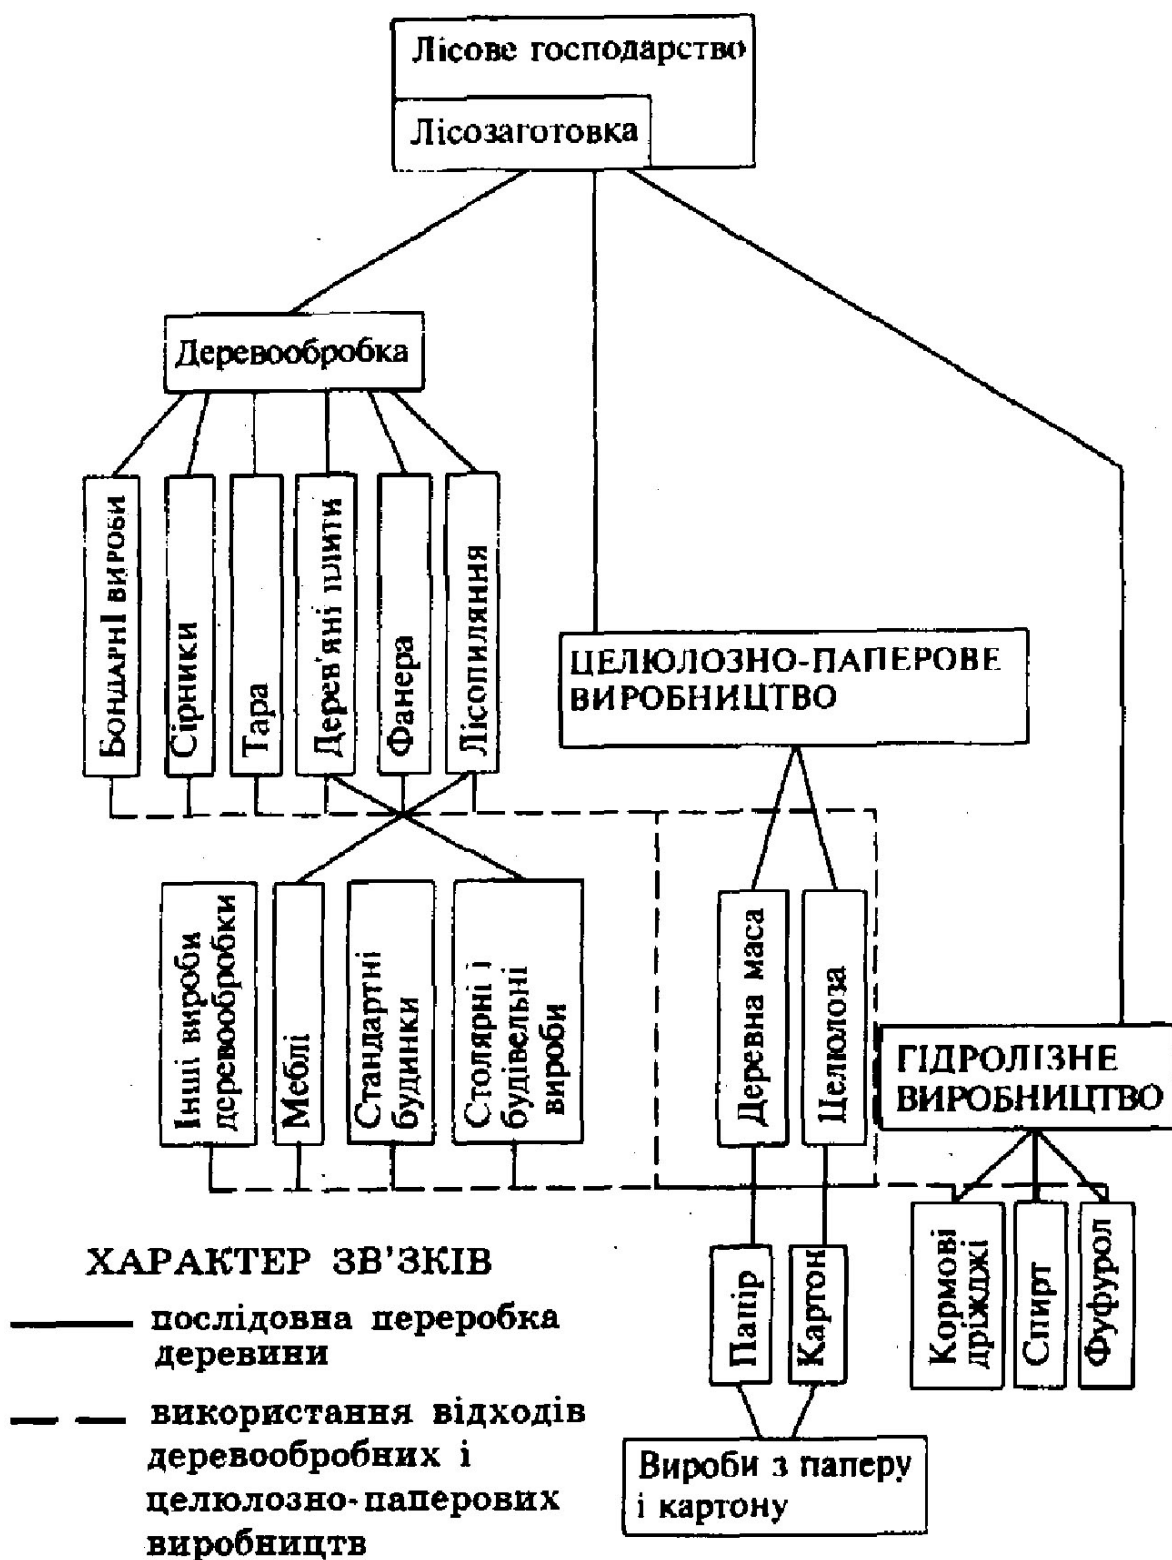 Лісове господарство
Лісозаготовка
Деревообробка
Бондарні вироби
Сірники
Тара
Дерев'яні плити
Фанера
Лісопиляння
ЦЕЛЮЛОЗНО-ПАПЕРОВЕ
ВИРОБНИЦТВО
Інші вироби
деревообробки
Меблі
Стандартні
будинки
Столярні і
будівельні
вироби
Деревна маса
Целюлоза
ГІДРОЛІЗНЕ
ВИРОБНИЦТВО
Папір
Картон
Кормові
дріжджі
Спирт
Фуфурол
Вироби з паперу
і картону
ХАРАКТЕР ЗВ'ЗКІВ
послідовна переробка
деревини
використання відходів
деревообробних і
целюлозно-паперових
виробництв